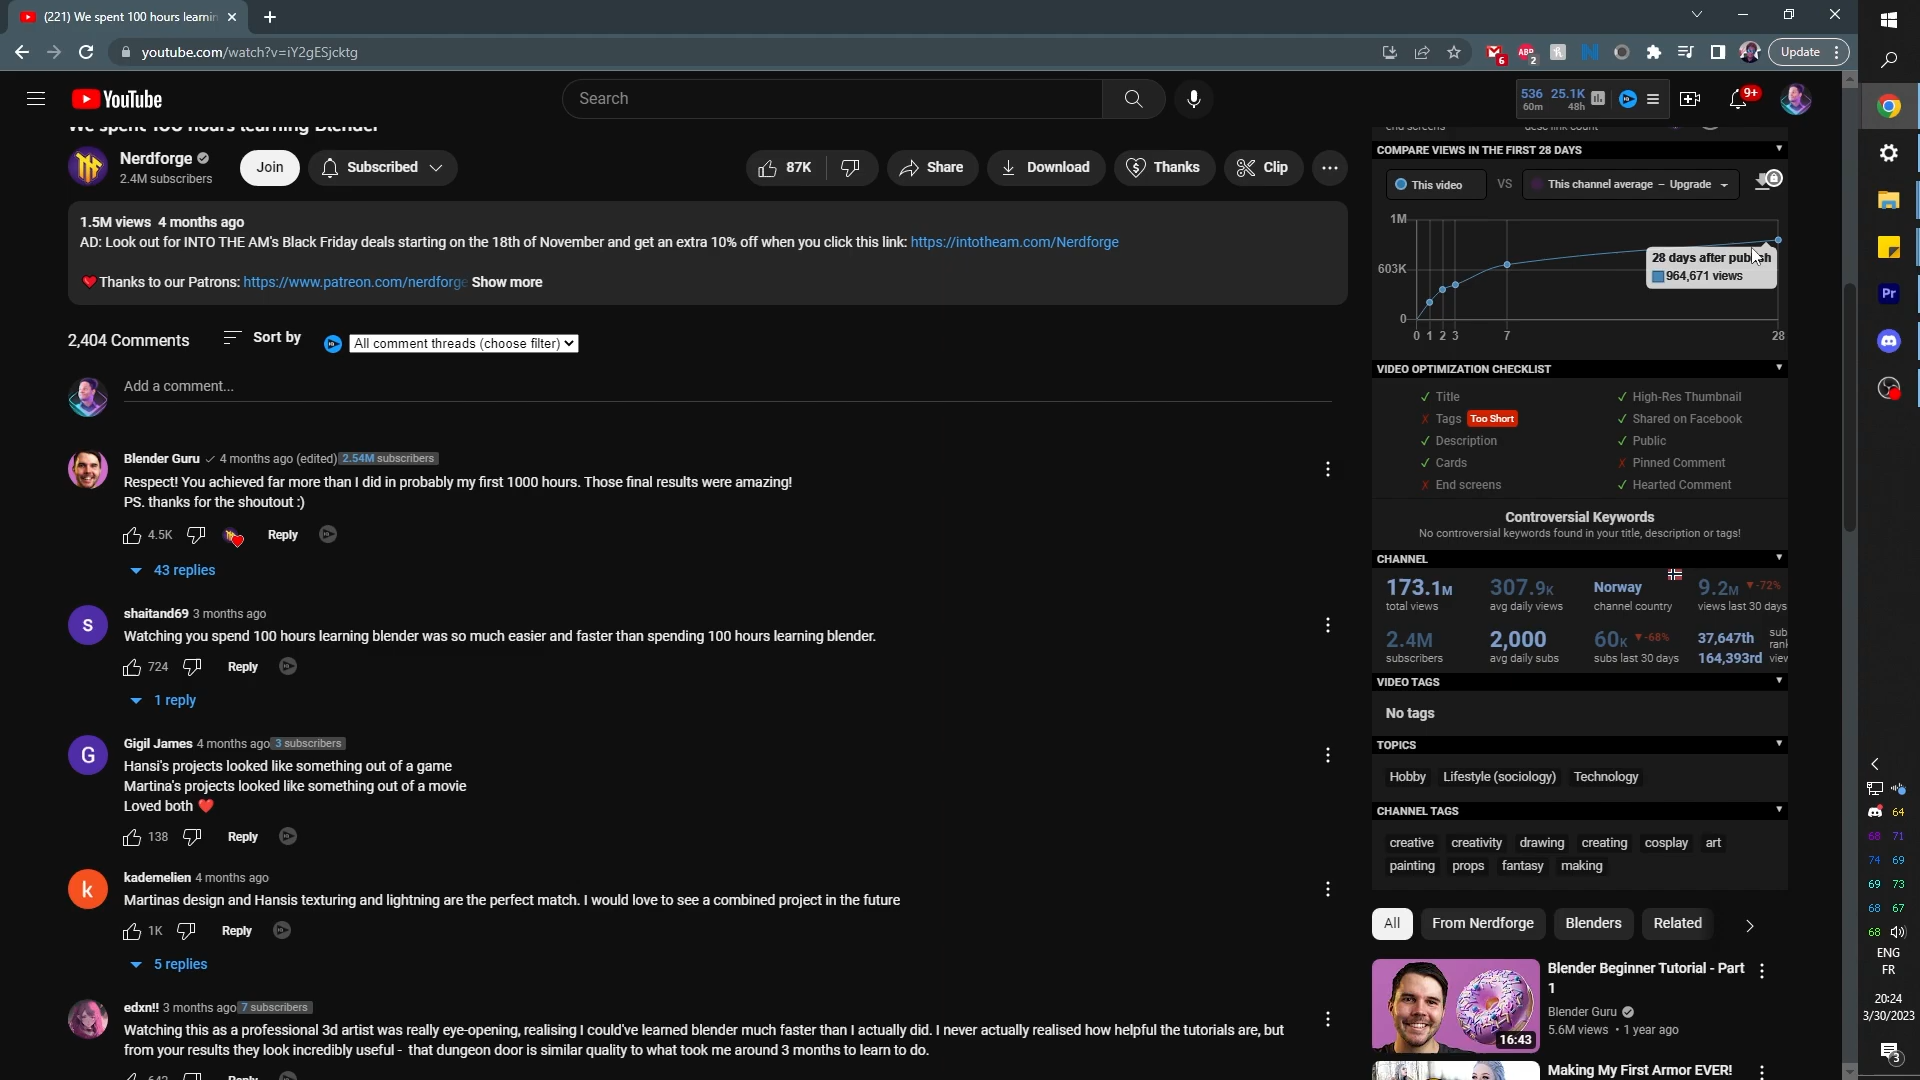 (221) We spent 100 hours learnin
youtube.com/watch?v=iY2gESjcktg
6
ABP
2
Update
YouTube
Search
536 25.1K
60m 48h
9+
We spent 100 hours learning Blender
Nerdforge
2.4M subscribers
Join
Subscribed
87K
Share
Download
Thanks
Clip
1.5M views 4 months ago
AD: Look out for INTO THE AM's Black Friday deals starting on the 18th of November and get an extra 10% off when you click this link: https://intotheam.com/Nerdforge
❤️Thanks to our Patrons: https://www.patreon.com/nerdforge Show more
2,404 Comments
Sort by
All comment threads (choose filter)
Add a comment...
Blender Guru ✓ 4 months ago (edited) 2.54M subscribers
Respect! You achieved far more than I did in probably my first 1000 hours. Those final results were amazing!
PS. thanks for the shoutout :)
4.5K
Reply
43 replies
S
shaitand69 3 months ago
Watching you spend 100 hours learning blender was so much easier and faster than spending 100 hours learning blender.
724
Reply
1 reply
G
Gigil James 4 months ago 3 subscribers
Hansi's projects looked like something out of a game
Martina's projects looked like something out of a movie
Loved both ❤️
138
Reply
k
kademelien 4 months ago
Martinas design and Hansis texturing and lightning are the perfect match. I would love to see a combined project in the future
1K
Reply
5 replies
edxn!! 3 months ago 7 subscribers
Watching this as a professional 3d artist was really eye-opening, realising I could've learned blender much faster than I actually did. I never actually realised how helpful the tutorials are, but
from your results they look incredibly useful - that dungeon door is similar quality to what took me around 3 months to learn to do.
642
Reply
end screens
desc link count
COMPARE VIEWS IN THE FIRST 28 DAYS
This video
VS
This channel average – Upgrade
1M
603K
0
0 1 2 3 7 28
28 days after publish
964,671 views
VIDEO OPTIMIZATION CHECKLIST
✓ Title
✓ High-Res Thumbnail
✗ Tags Too Short
✓ Shared on Facebook
✓ Description
✓ Public
✓ Cards
✗ Pinned Comment
✗ End screens
✓ Hearted Comment
Controversial Keywords
No controversial keywords found in your title, description or tags!
CHANNEL
173.1M
total views
307.9K
avg daily views
Norway
channel country
9.2M ▼-72%
views last 30 days
2.4M
subscribers
2,000
avg daily subs
60K ▼-68%
subs last 30 days
37,647th sub
rank
164,393rd view
VIDEO TAGS
No tags
TOPICS
Hobby Lifestyle (sociology) Technology
CHANNEL TAGS
creative creativity drawing creating cosplay art
painting props fantasy making
All
From Nerdforge
Blenders
Related
Blender Beginner Tutorial - Part
1
Blender Guru
5.6M views • 1 year ago
16:43
Making My First Armor EVER!
Pr
64
68 71
74 69
69 73
68 67
68
ENG
FR
20:24
3/30/2023
3